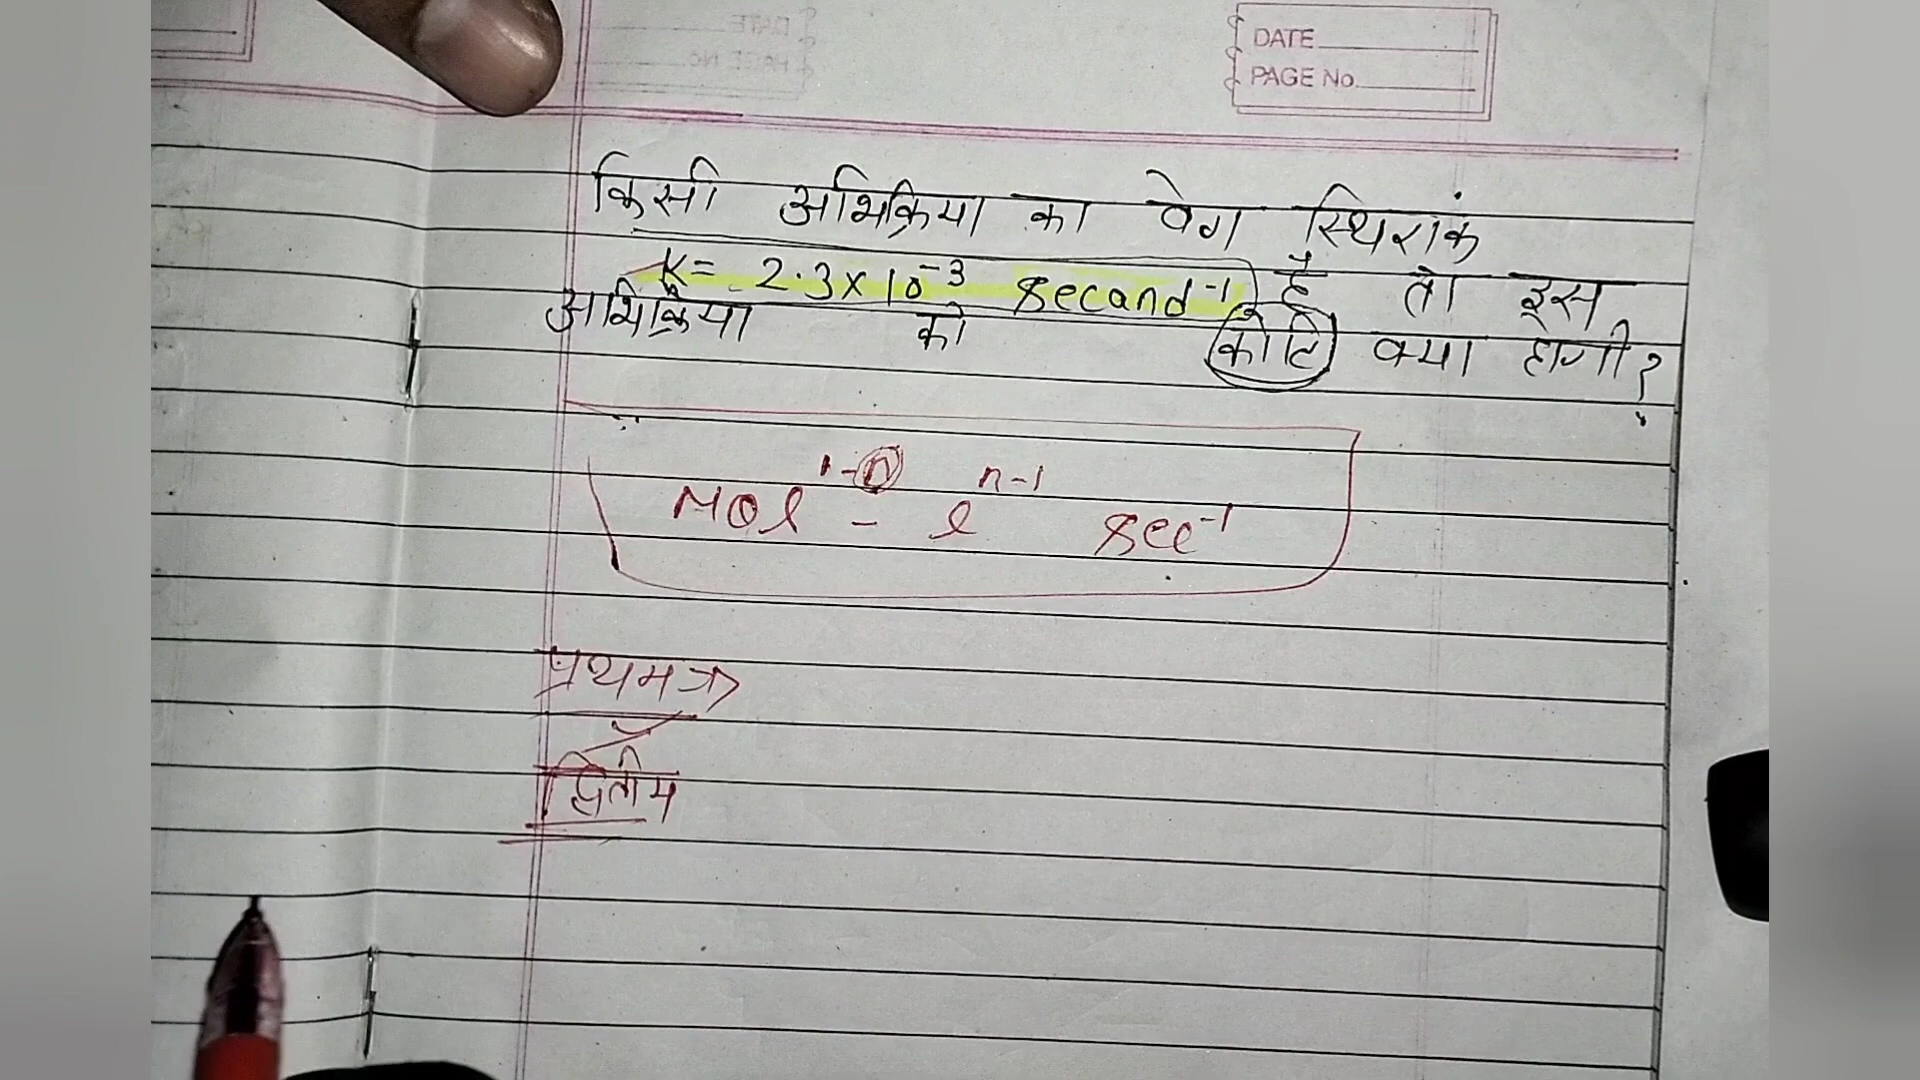 DATE
PAGE No.
किसी अभिक्रिया का वेग स्थिरांक
K= 2.3×10⁻³ Second⁻¹ है तो इस
अभिक्रिया की कोटि क्या होगी?
MOl¹⁻ⁿ - lⁿ⁻¹ Sec⁻¹
प्रथम →
द्वितीय